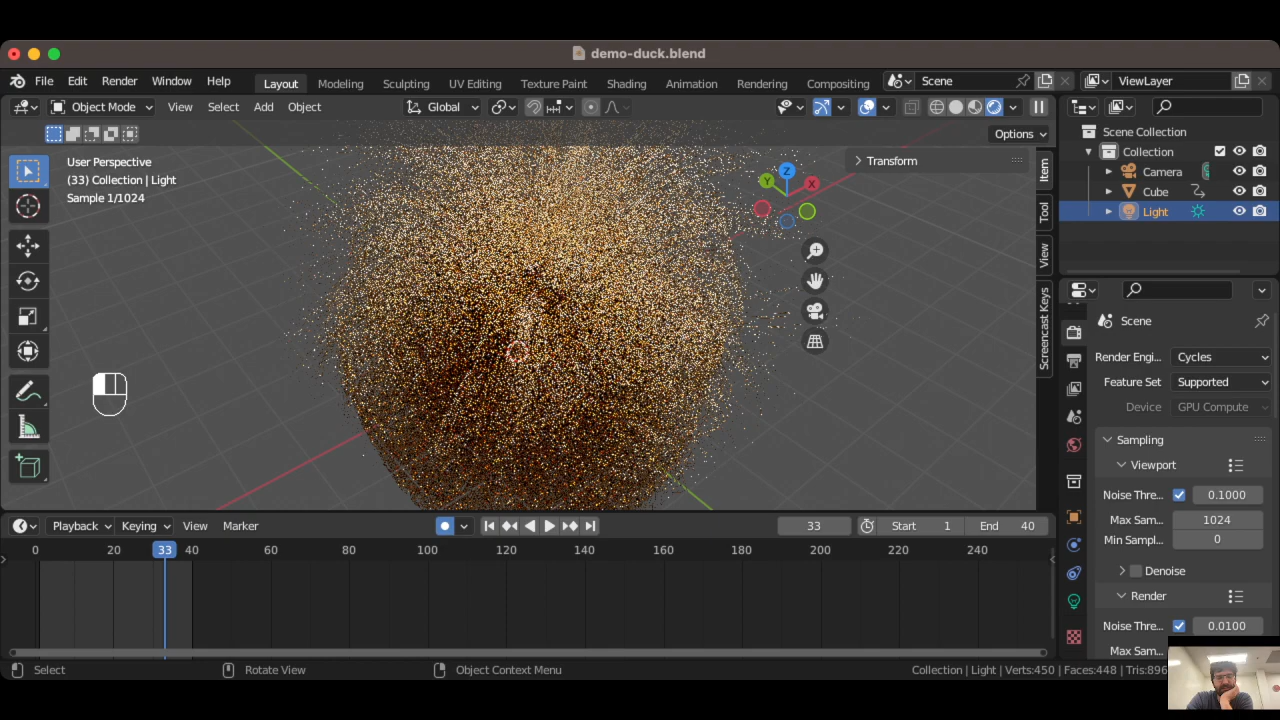 demo-duck.blend
File Edit Render Window Help Layout Modeling Sculpting UV Editing Texture Paint Shading Animation Rendering Compositing Scene ViewLayer
Object Mode View Select Add Object Global
Options
User Perspective
(33) Collection | Light
Sample 1/1024
Transform
Z
Y
X
Item
Tool
View
Screencast Keys
Scene Collection
Collection
Camera
Cube
Light
Scene
Render Engi... Cycles
Feature Set Supported
Device GPU Compute
Sampling
Viewport
Noise Thre... 0.1000
Max Sam... 1024
Min Sampl... 0
Denoise
Render
Noise Thre... 0.0100
Max Sam...
Playback Keying View Marker 33 Start 1 End 40
0 20 33 40 60 80 100 120 140 160 180 200 220 240
Select Rotate View Object Context Menu Collection | Light | Verts:450 | Faces:448 | Tris:896